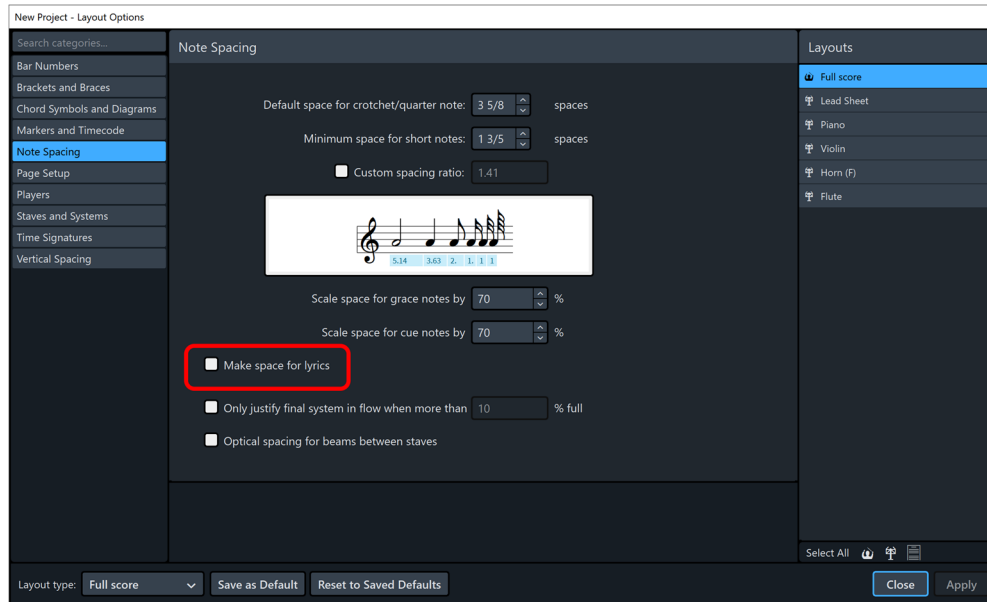 New Project - Layout Options
Search categories...
Bar Numbers
Brackets and Braces
Chord Symbols and Diagrams
Markers and Timecode
Note Spacing
Page Setup
Players
Staves and Systems
Time Signatures
Vertical Spacing
Note Spacing
Default space for crotchet/quarter note: 3 5/8 spaces
Minimum space for short notes: 1 3/5 spaces
Custom spacing ratio: 1.41
5.14 3.63 2. 1. 1 1
Scale space for grace notes by 70 %
Scale space for cue notes by 70 %
Make space for lyrics
Only justify final system in flow when more than 10 % full
Optical spacing for beams between staves
Layouts
Full score
Lead Sheet
Piano
Violin
Horn (F)
Flute
Select All
Layout type: Full score Save as Default Reset to Saved Defaults Close Apply